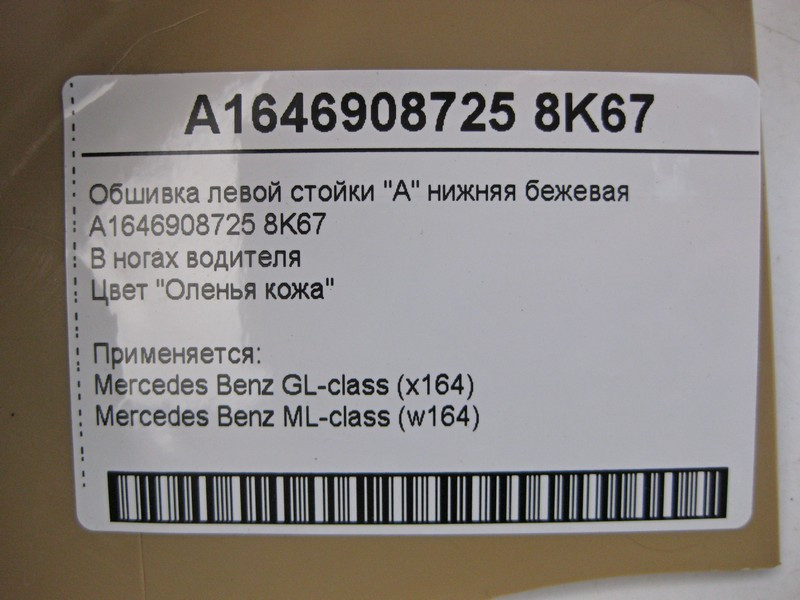 A1646908725 8K67
Обшивка левой стойки "А" нижняя бежевая
A1646908725 8K67
В ногах водителя
Цвет "Оленья кожа"
Применяется:
Mercedes Benz GL-class (x164)
Mercedes Benz ML-class (w164)